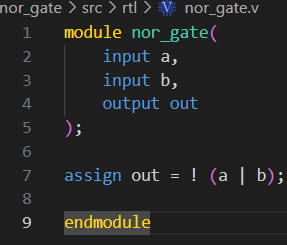 nor_gate > src > rtl > nor_gate.v
1 module nor_gate(
2     input a,
3     input b,
4     output out
5 );
6
7 assign out = ! (a | b);
8
9 endmodule